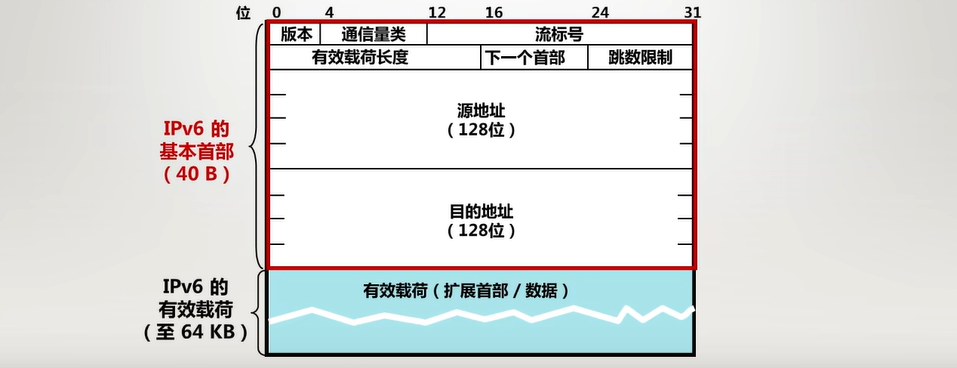 位 0 4 12 16 24 31
版本 通信量类 流标号
有效载荷长度 下一个首部 跳数限制
源地址
（128位）
IPv6 的
基本首部
（40 B）
目的地址
（128位）
IPv6 的
有效载荷
（至 64 KB）
有效载荷（扩展首部 / 数据）